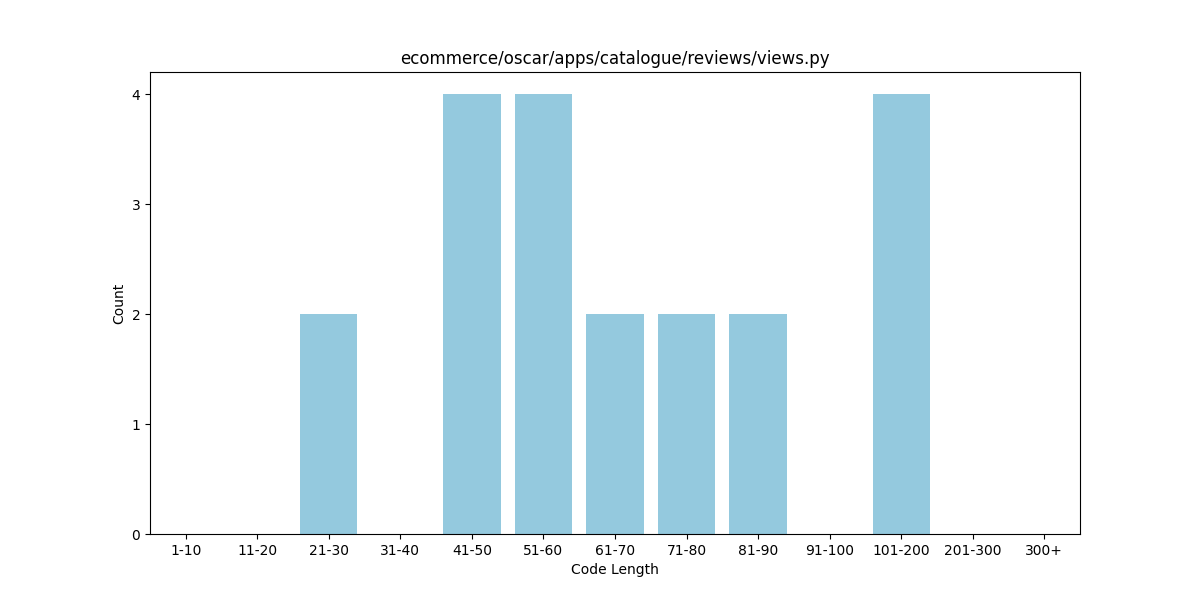 ecommerce/oscar/apps/catalogue/reviews/views.py
4
3
2
1
0
Count
1-10 11-20 21-30 31-40 41-50 51-60 61-70 71-80 81-90 91-100 101-200 201-300 300+
Code Length